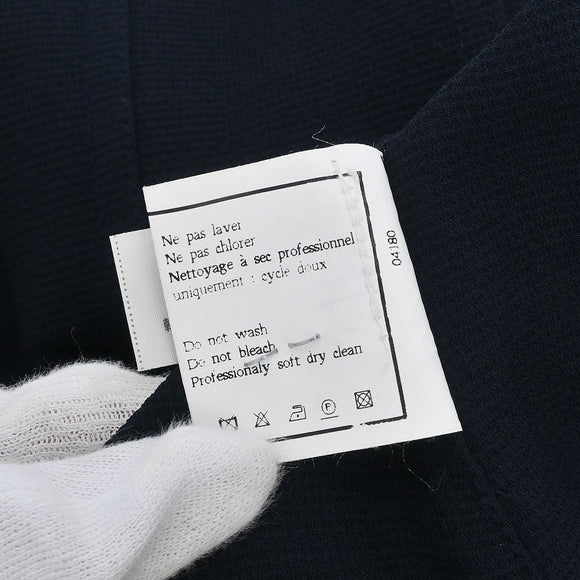 Ne pas laver
Ne pas chlorer
Nettoyage à sec professionnel
uniquement : cycle doux
Do not wash
Do not bleach
Professionaly soft dry clean
P
04180